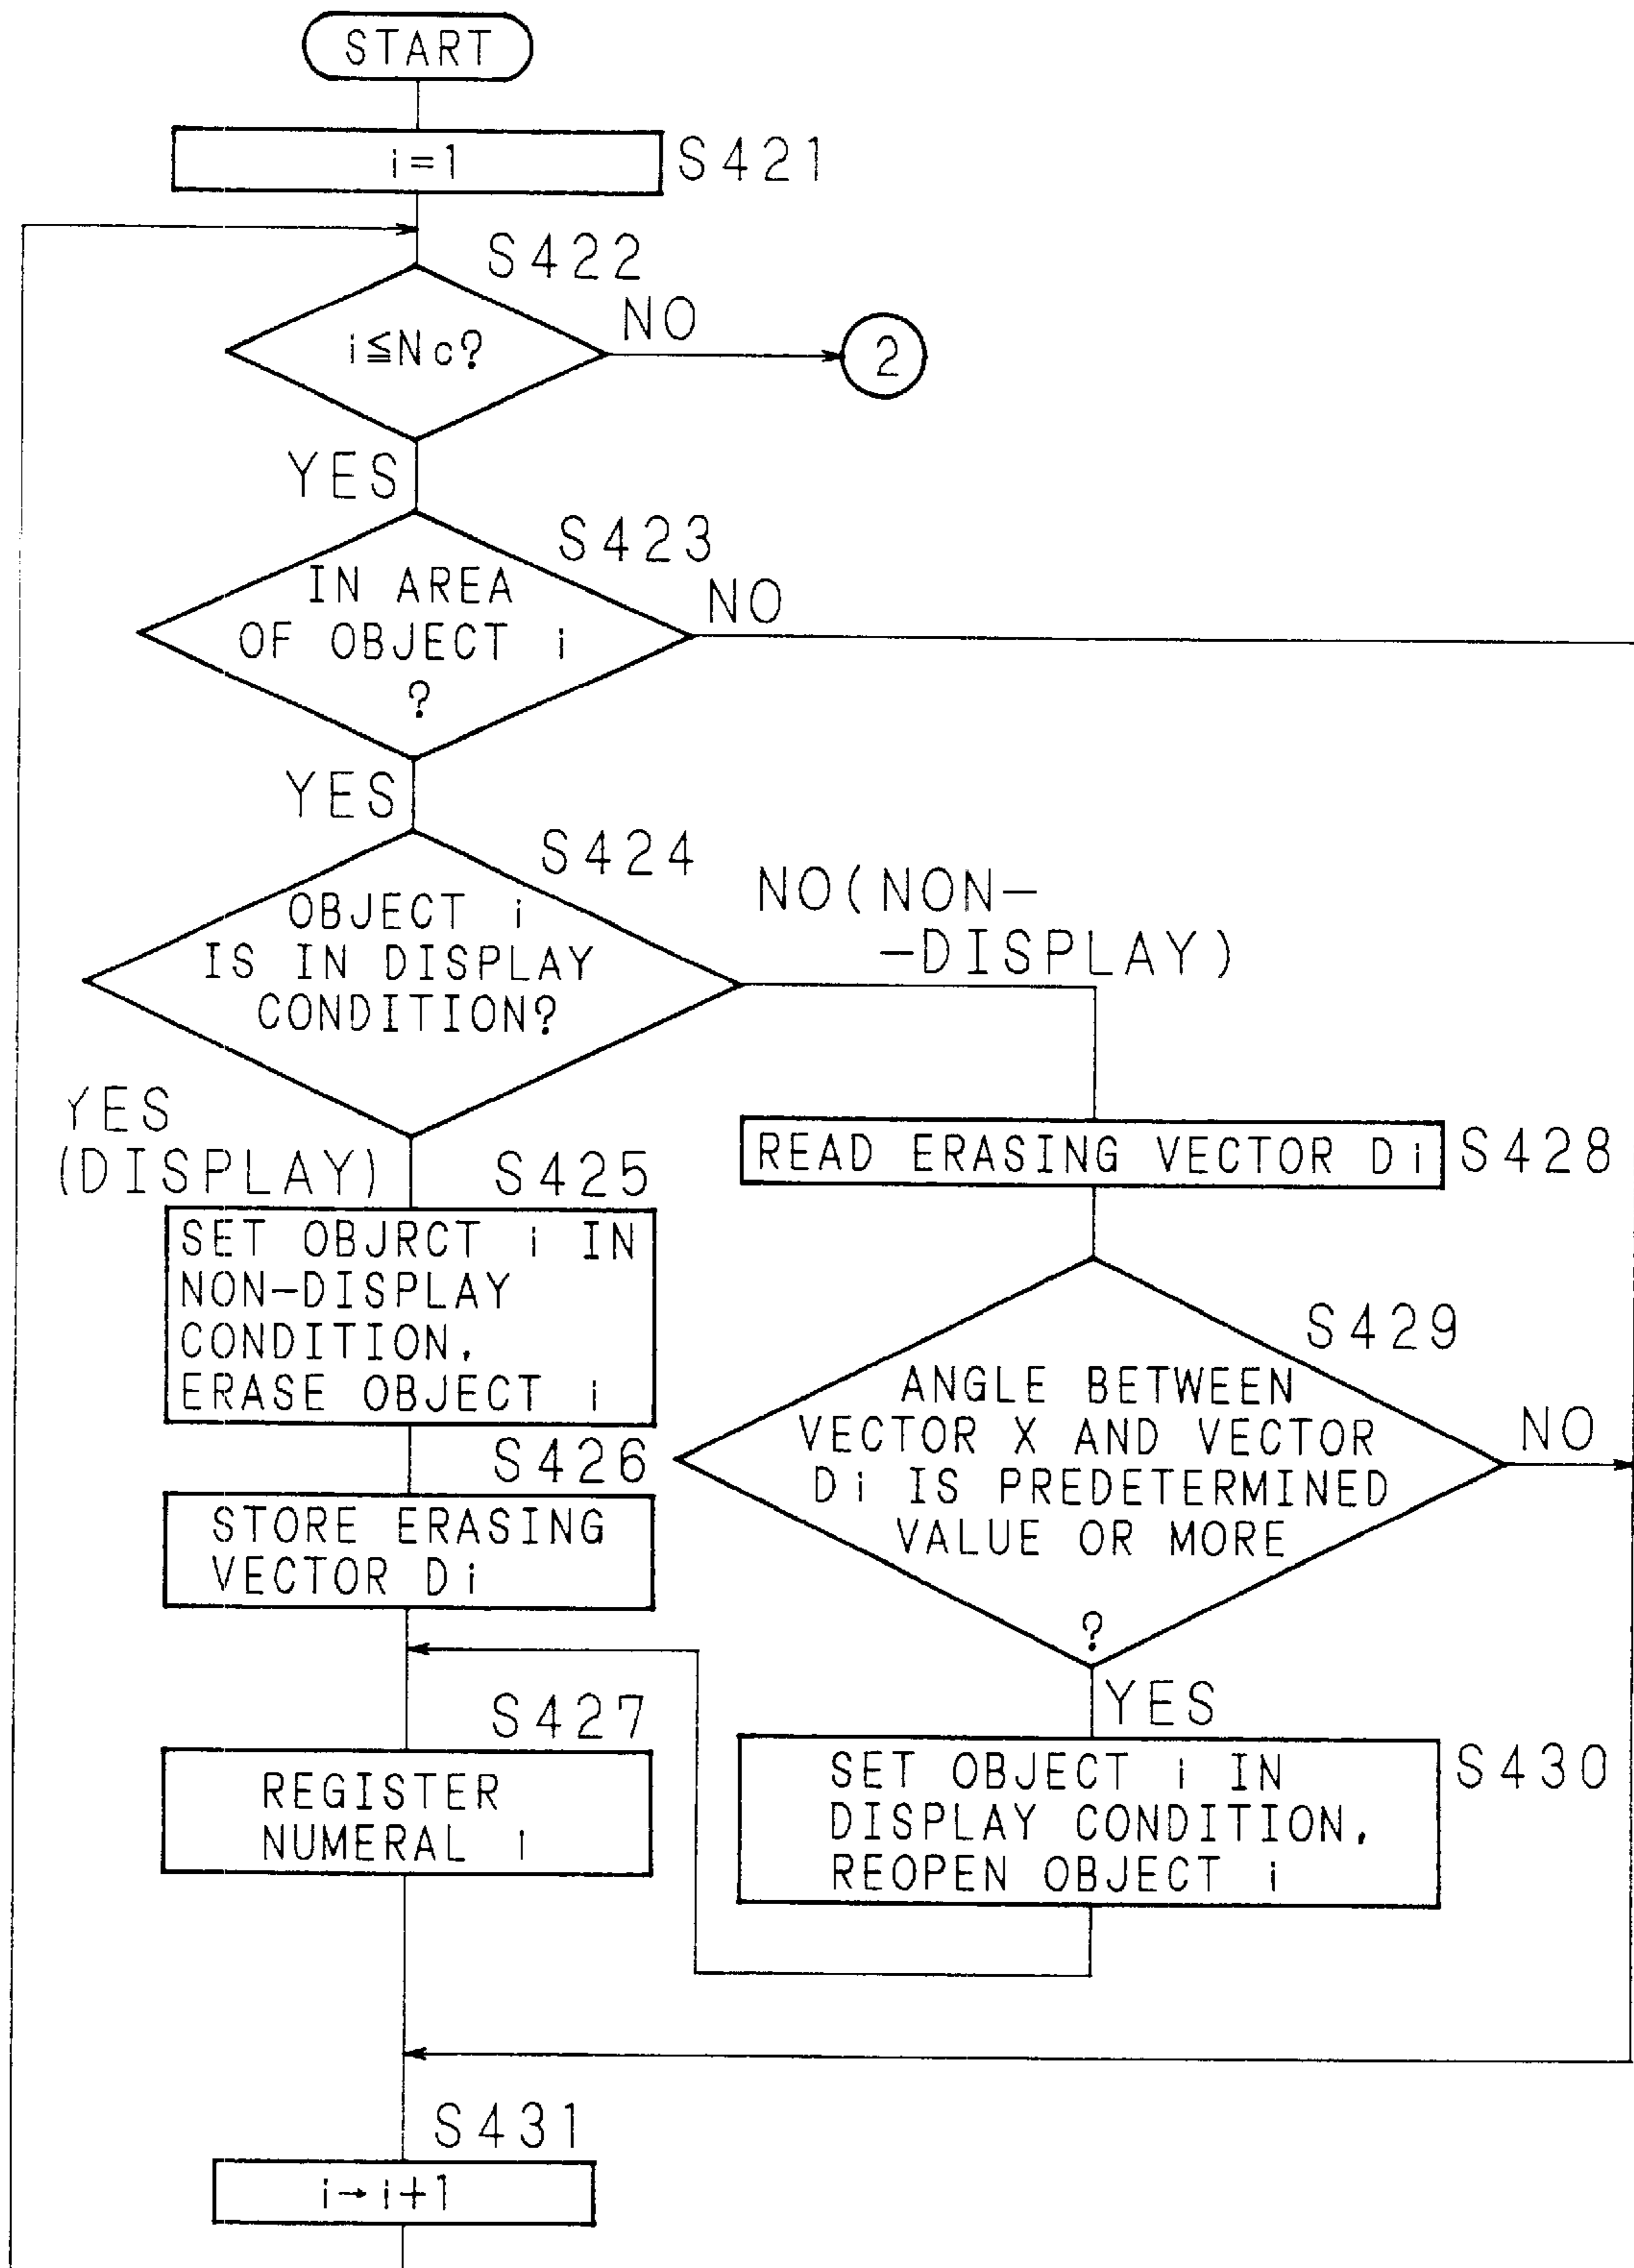 START
i=1
S421
S422
i≦Nc?
NO
2
YES
S423
IN AREA
OF OBJECT i
?
NO
YES
S424
OBJECT i
IS IN DISPLAY
CONDITION?
NO(NON-
-DISPLAY)
YES
(DISPLAY)
S425
SET OBJRCT i IN
NON-DISPLAY
CONDITION,
ERASE OBJECT i
S426
STORE ERASING
VECTOR Di
S427
REGISTER
NUMERAL i
READ ERASING VECTOR Di
S428
S429
ANGLE BETWEEN
VECTOR X AND VECTOR
Di IS PREDETERMINED
VALUE OR MORE
?
NO
YES
SET OBJECT i IN
DISPLAY CONDITION,
REOPEN OBJECT i
S430
S431
i→i+1